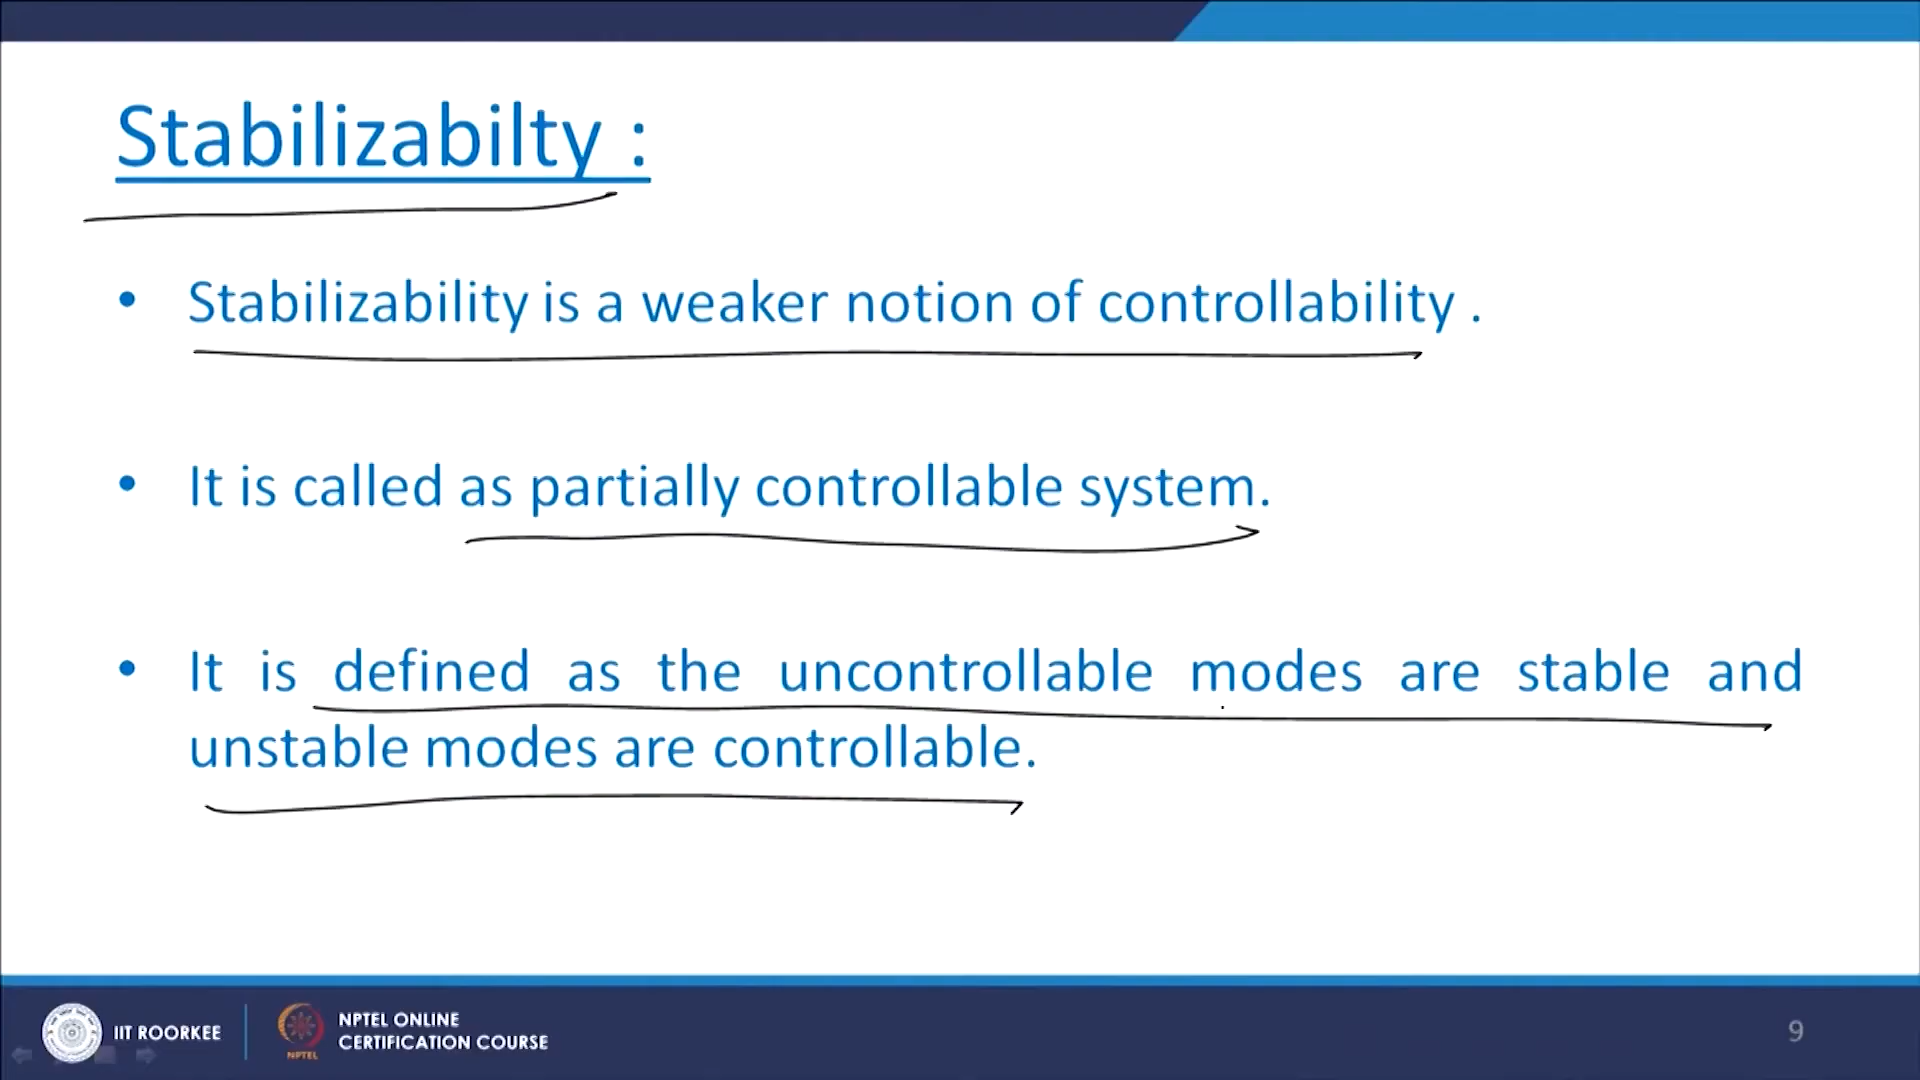 Stabilizabilty :
• Stabilizability is a weaker notion of controllability .
• It is called as partially controllable system.
• It is defined as the uncontrollable modes are stable and
unstable modes are controllable.
IIT ROORKEE
NPTEL
NPTEL ONLINE
CERTIFICATION COURSE
9